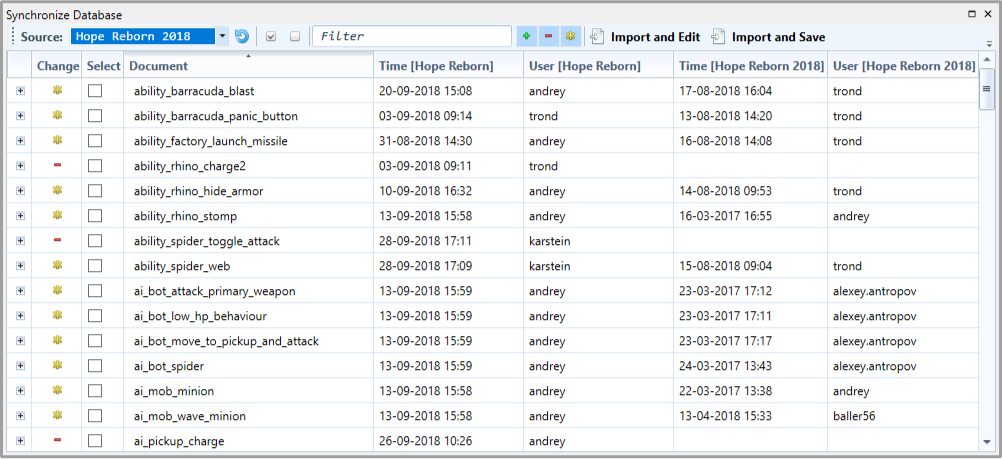 Synchronize Database
Source: Hope Reborn 2018 Filter Import and Edit Import and Save
Change Select Document Time [Hope Reborn] User [Hope Reborn] Time [Hope Reborn 2018] User [Hope Reborn 2018]
ability_barracuda_blast 20-09-2018 15:08 andrey 17-08-2018 16:04 trond
ability_barracuda_panic_button 03-09-2018 09:14 trond 13-08-2018 14:20 trond
ability_factory_launch_missile 31-08-2018 14:30 andrey 16-08-2018 14:08 trond
ability_rhino_charge2 03-09-2018 09:11 trond
ability_rhino_hide_armor 10-09-2018 16:32 andrey 14-08-2018 09:53 trond
ability_rhino_stomp 13-09-2018 15:58 andrey 16-03-2017 16:55 andrey
ability_spider_toggle_attack 28-09-2018 17:11 karstein
ability_spider_web 28-09-2018 17:09 karstein 15-08-2018 09:04 trond
ai_bot_attack_primary_weapon 13-09-2018 15:59 andrey 23-03-2017 17:12 alexey.antropov
ai_bot_low_hp_behaviour 13-09-2018 15:59 andrey 23-03-2017 17:11 alexey.antropov
ai_bot_move_to_pickup_and_attack 13-09-2018 15:59 andrey 23-03-2017 17:17 alexey.antropov
ai_bot_spider 13-09-2018 15:59 andrey 24-03-2017 13:43 alexey.antropov
ai_mob_minion 13-09-2018 15:58 andrey 22-03-2017 13:38 andrey
ai_mob_wave_minion 13-09-2018 15:58 andrey 13-04-2018 15:33 baller56
ai_pickup_charge 26-09-2018 10:26 andrey